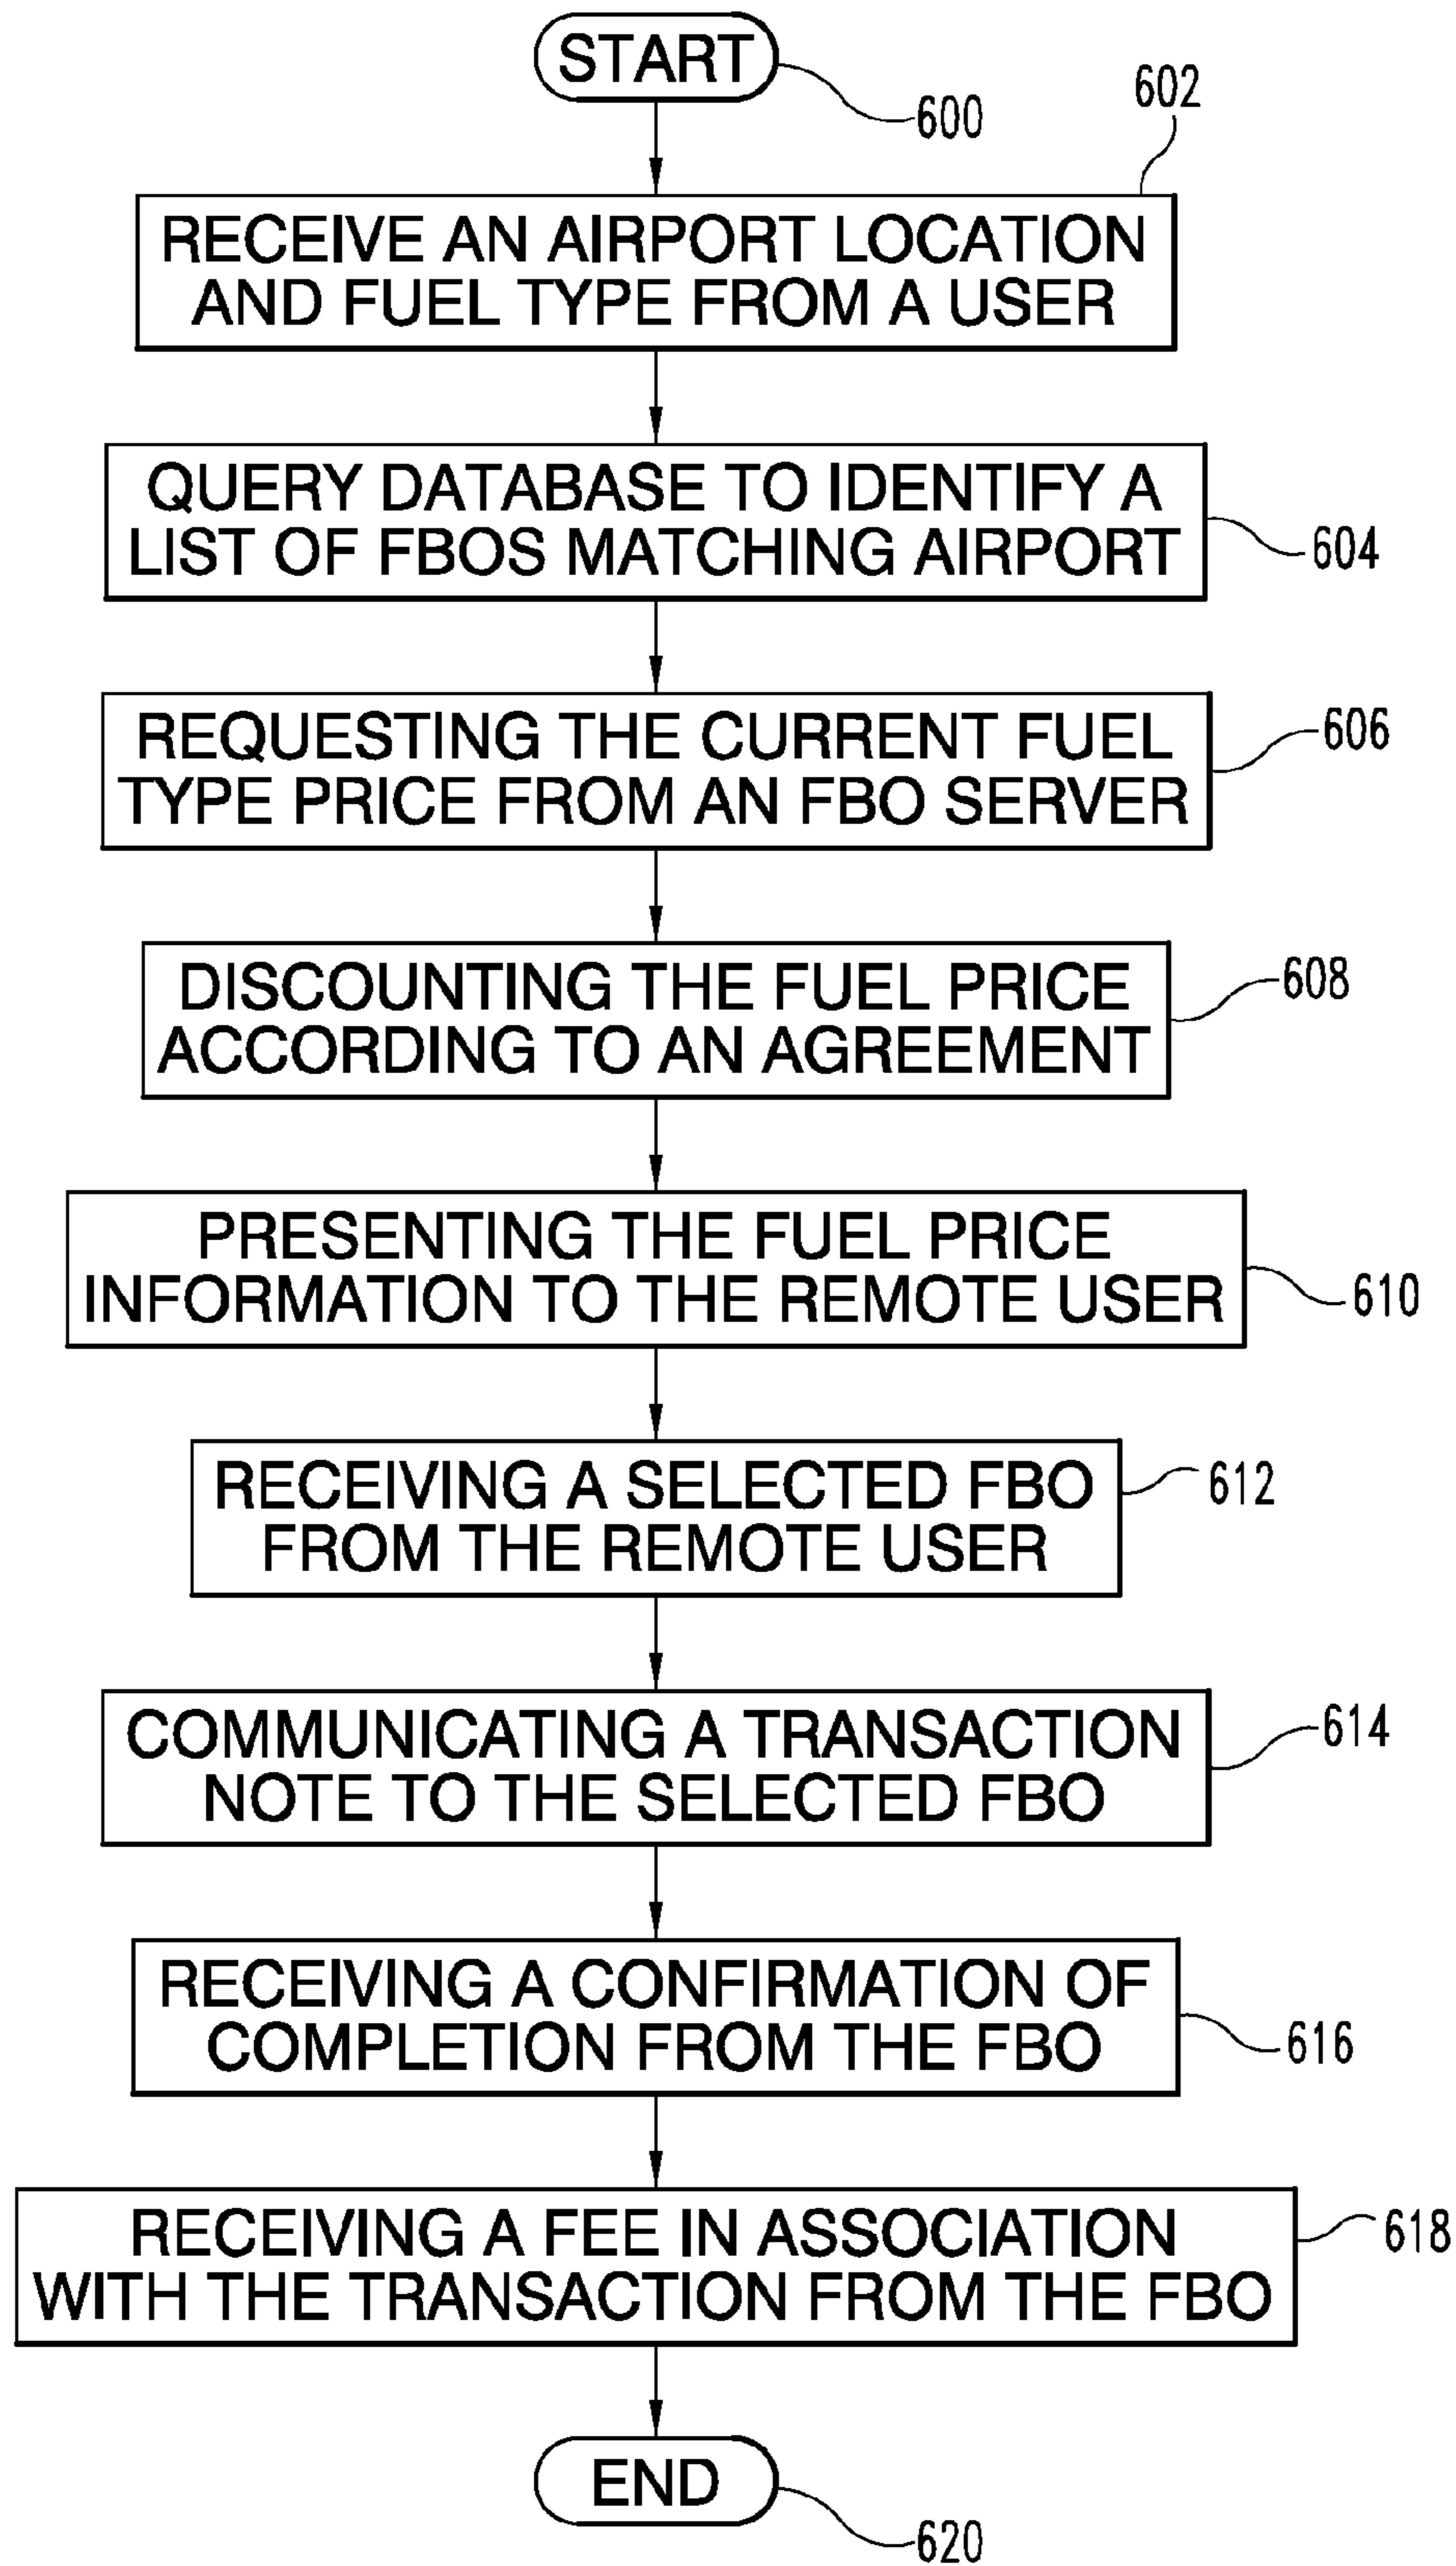 START
600
602
RECEIVE AN AIRPORT LOCATION
AND FUEL TYPE FROM A USER
QUERY DATABASE TO IDENTIFY A
LIST OF FBOS MATCHING AIRPORT
604
REQUESTING THE CURRENT FUEL
TYPE PRICE FROM AN FBO SERVER
606
DISCOUNTING THE FUEL PRICE
ACCORDING TO AN AGREEMENT
608
PRESENTING THE FUEL PRICE
INFORMATION TO THE REMOTE USER
610
RECEIVING A SELECTED FBO
FROM THE REMOTE USER
612
COMMUNICATING A TRANSACTION
NOTE TO THE SELECTED FBO
614
RECEIVING A CONFIRMATION OF
COMPLETION FROM THE FBO
616
RECEIVING A FEE IN ASSOCIATION
WITH THE TRANSACTION FROM THE FBO
618
END
620